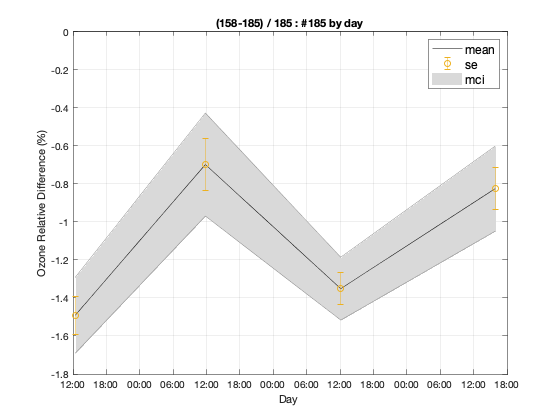 (158-185) / 185 : #185 by day
0
-0.2
-0.4
-0.6
-0.8
-1
-1.2
-1.4
-1.6
-1.8
Ozone Relative Difference (%)
mean
se
mci
12:00 18:00 00:00 06:00 12:00 18:00 00:00 06:00 12:00 18:00 00:00 06:00 12:00 18:00
Day